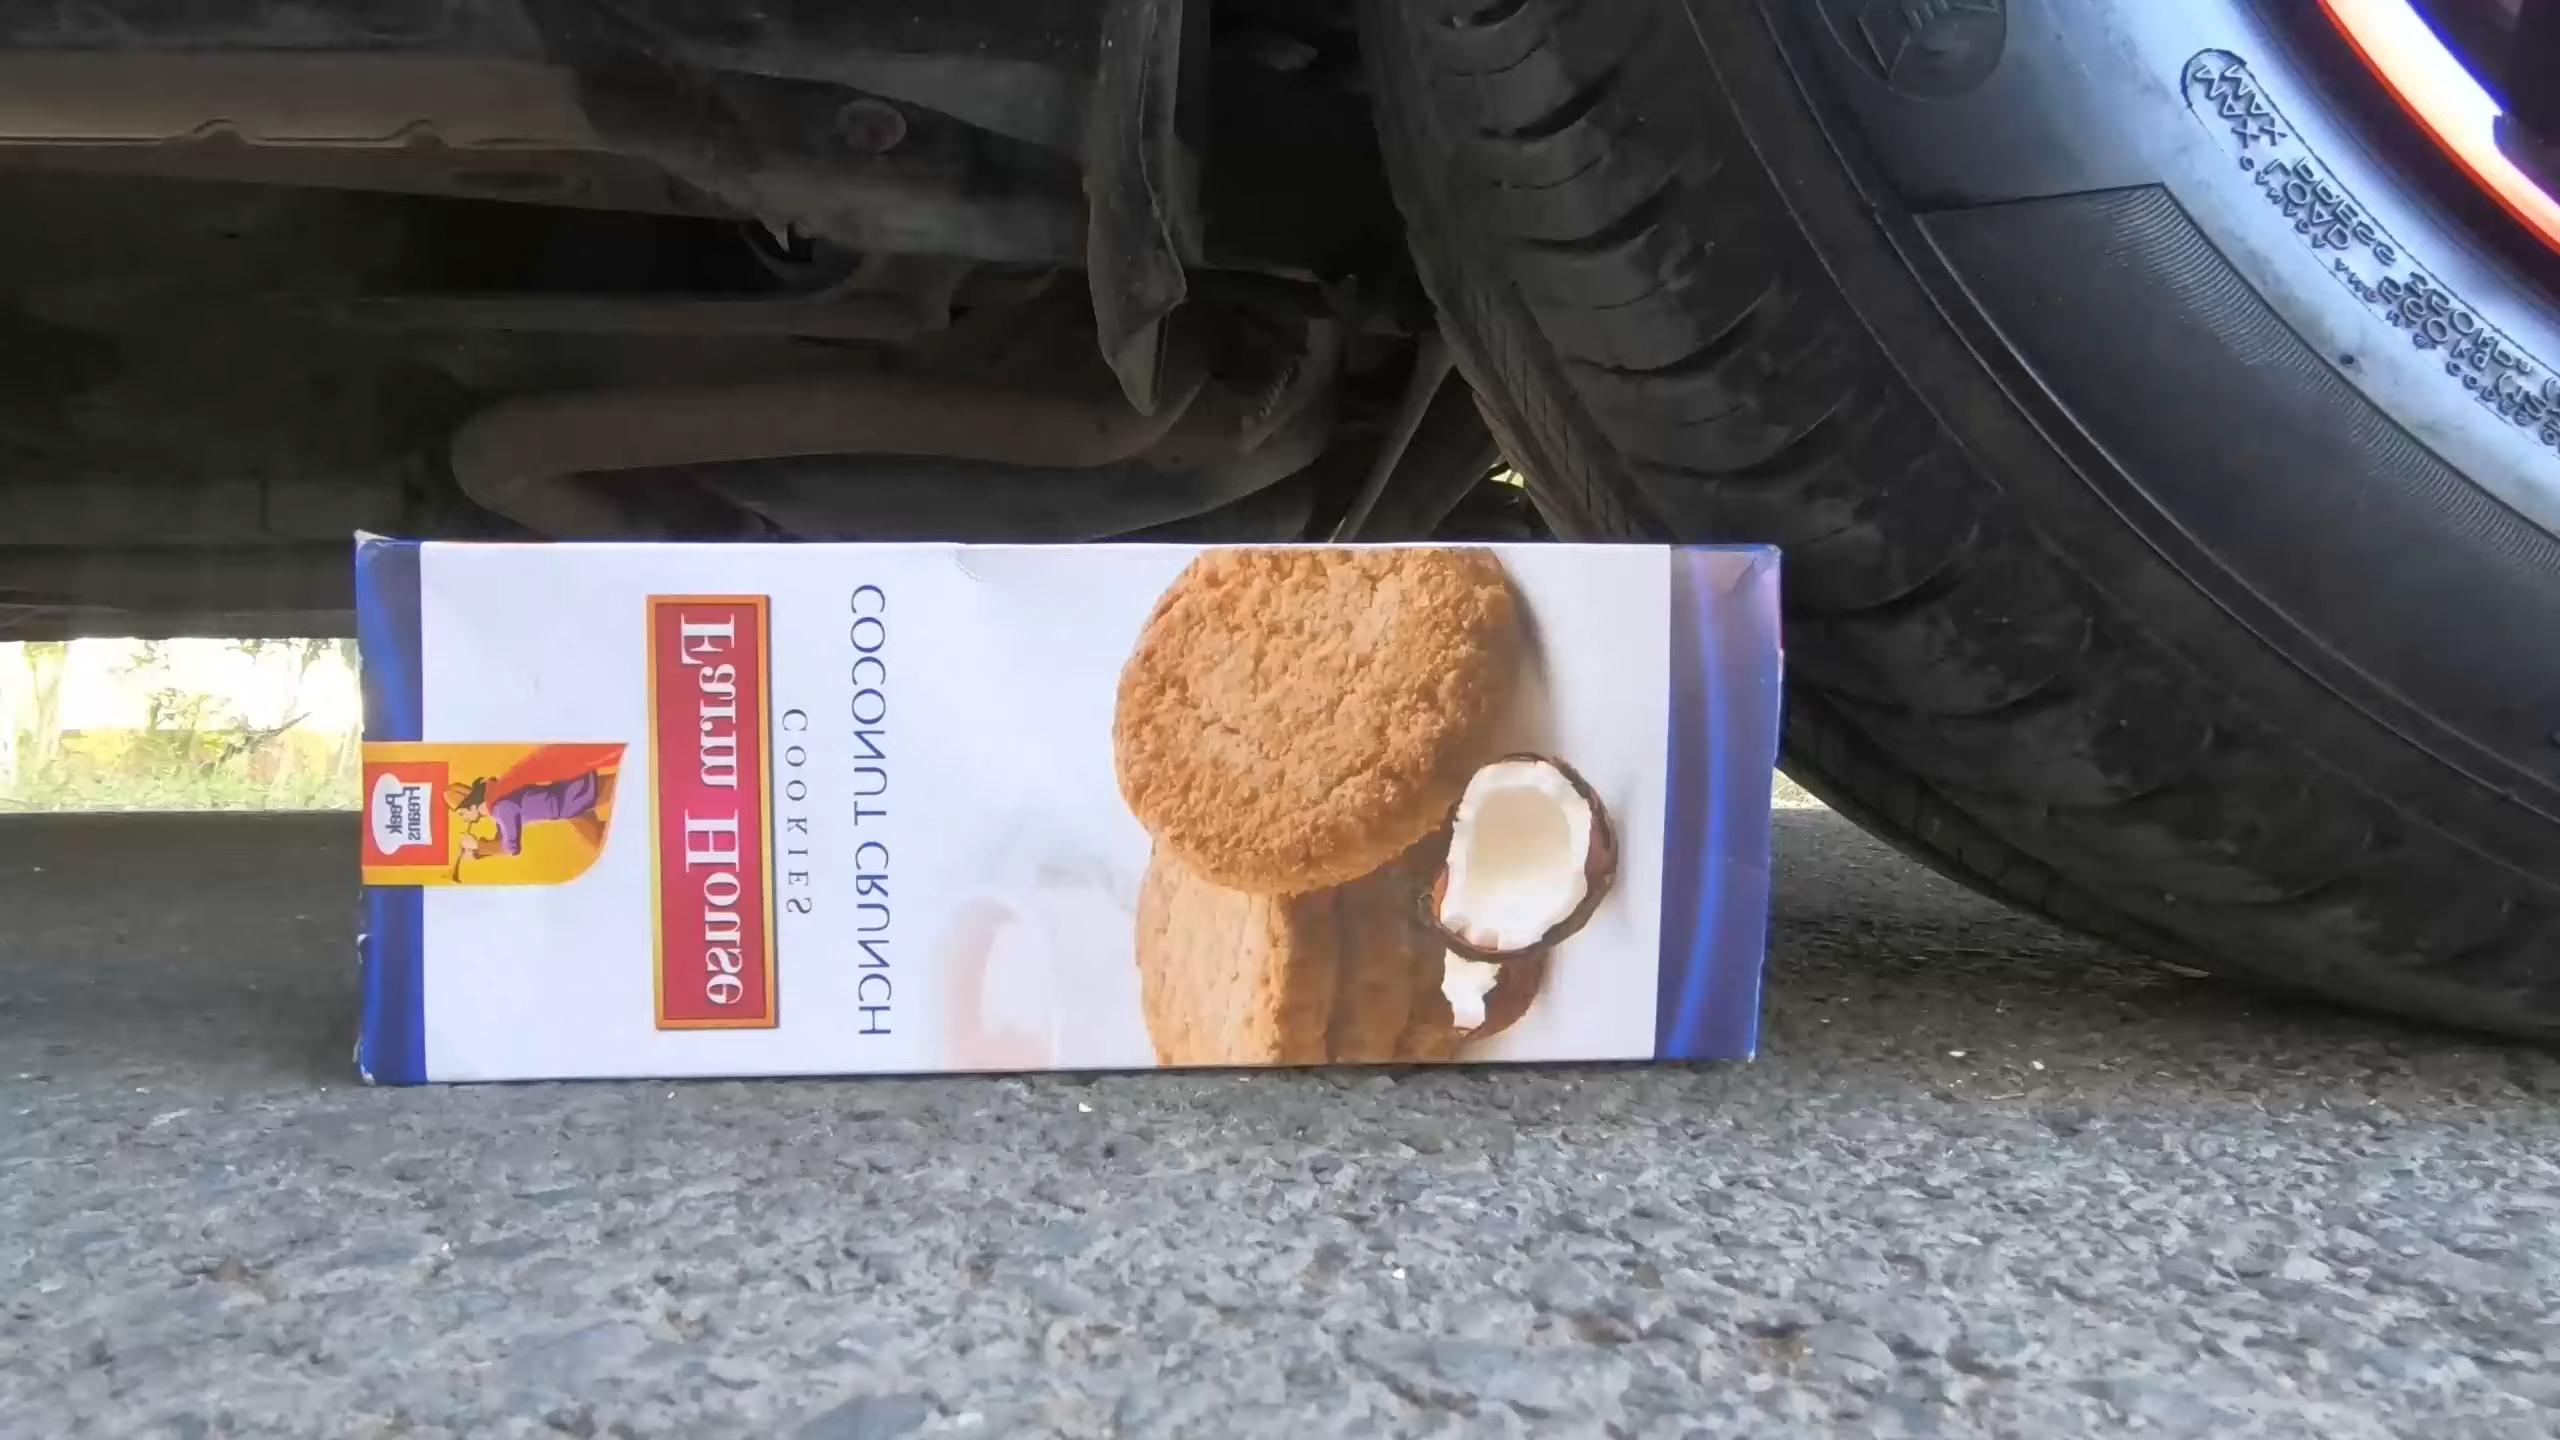 Peek
Freans
Farm House
COOKIES
COCONUT CRUNCH
MAX. LOAD